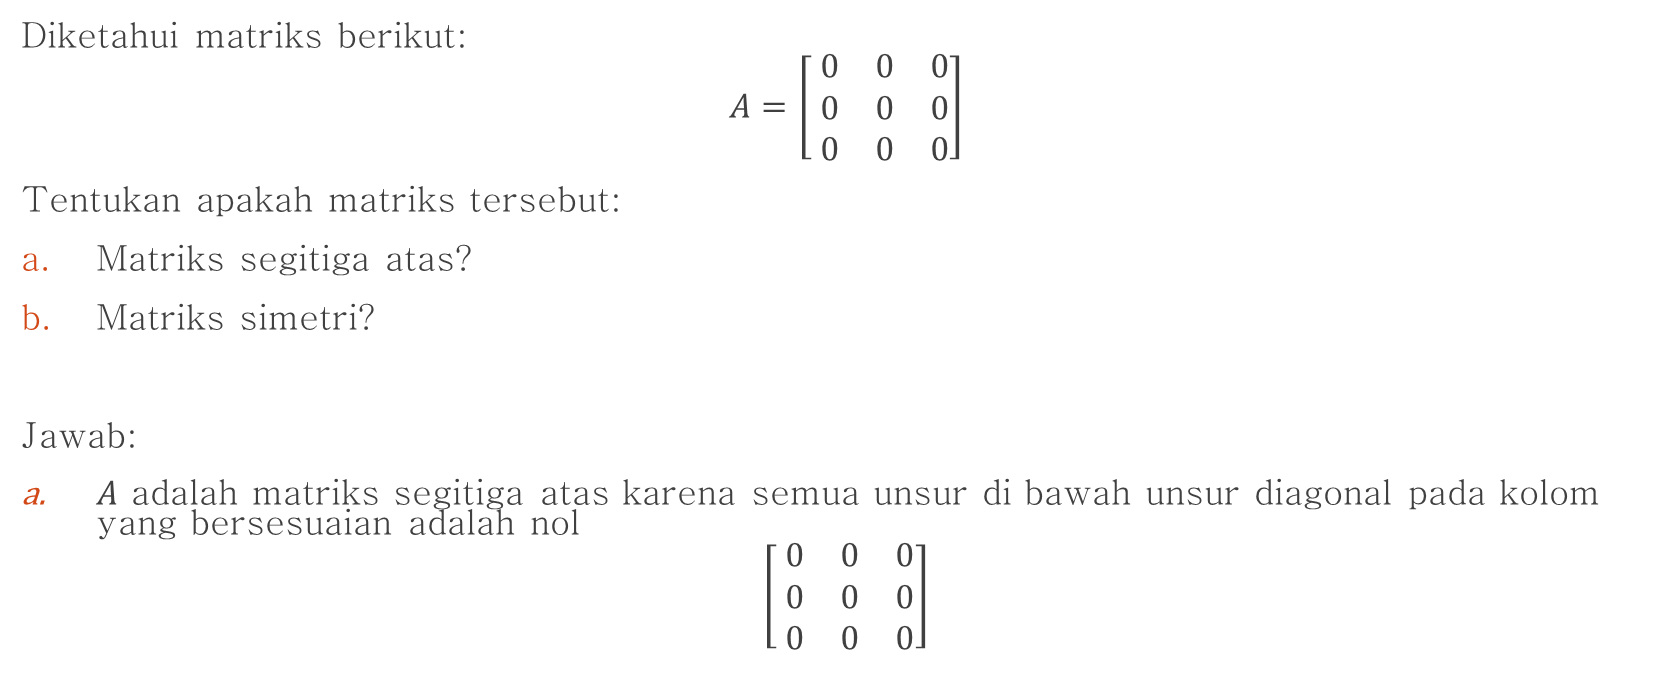 Diketahui matriks berikut:
A = [0 0 0
0 0 0
0 0 0]
Tentukan apakah matriks tersebut:
a. Matriks segitiga atas?
b. Matriks simetri?
Jawab:
a. A adalah matriks segitiga atas karena semua unsur di bawah unsur diagonal pada kolom
yang bersesuaian adalah nol
[0 0 0
0 0 0
0 0 0]